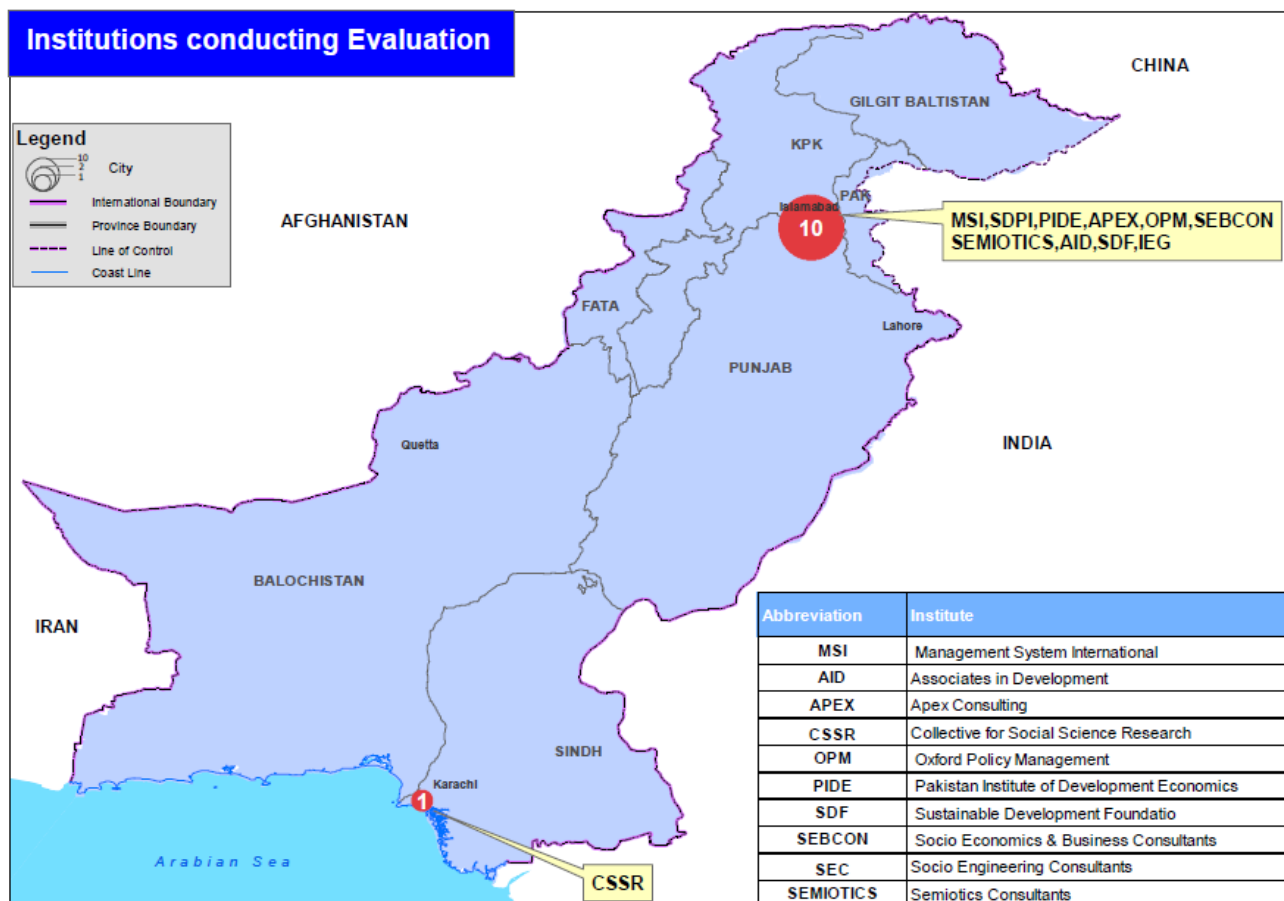 Institutions conducting Evaluation
CHINA
GILGIT BALTISTAN
Legend
10
2
1
City
International Boundary
Province Boundary
Line of Control
Coast Line
KPK
AFGHANISTAN
PAK
Islamabad
10
MSI,SDPI,PIDE,APEX,OPM,SEBCON
SEMIOTICS,AID,SDF,IEG
FATA
Lahore
PUNJAB
Quetta
INDIA
BALOCHISTAN
IRAN
SINDH
Karachi
1
Arabian Sea
CSSR
Abbreviation Institute
MSI Management System International
AID Associates in Development
APEX Apex Consulting
CSSR Collective for Social Science Research
OPM Oxford Policy Management
PIDE Pakistan Institute of Development Economics
SDF Sustainable Development Foundatio
SEBCON Socio Economics & Business Consultants
SEC Socio Engineering Consultants
SEMIOTICS Semiotics Consultants